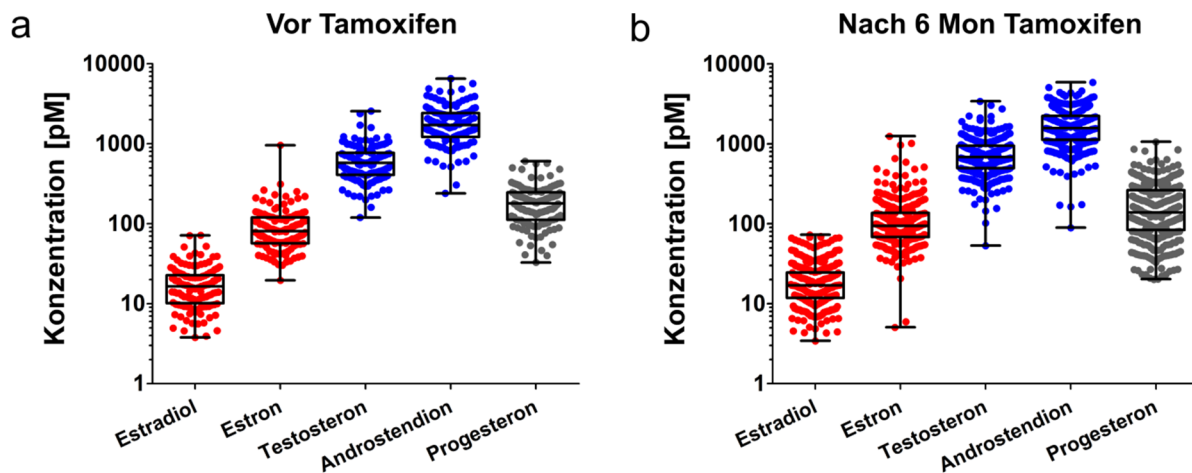 a
Vor Tamoxifen
Konzentration [pM]
10000
1000
100
10
1
Estradiol
Estron
Testosteron
Androstendion
Progesteron
b
Nach 6 Mon Tamoxifen
Konzentration [pM]
10000
1000
100
10
1
Estradiol
Estron
Testosteron
Androstendion
Progesteron